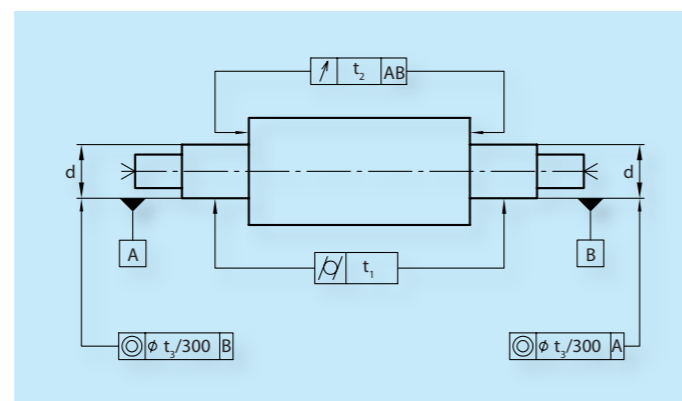 t₂ AB
d d
A B
t₁
ϕ t₃/300 B
ϕ t₃/300 A